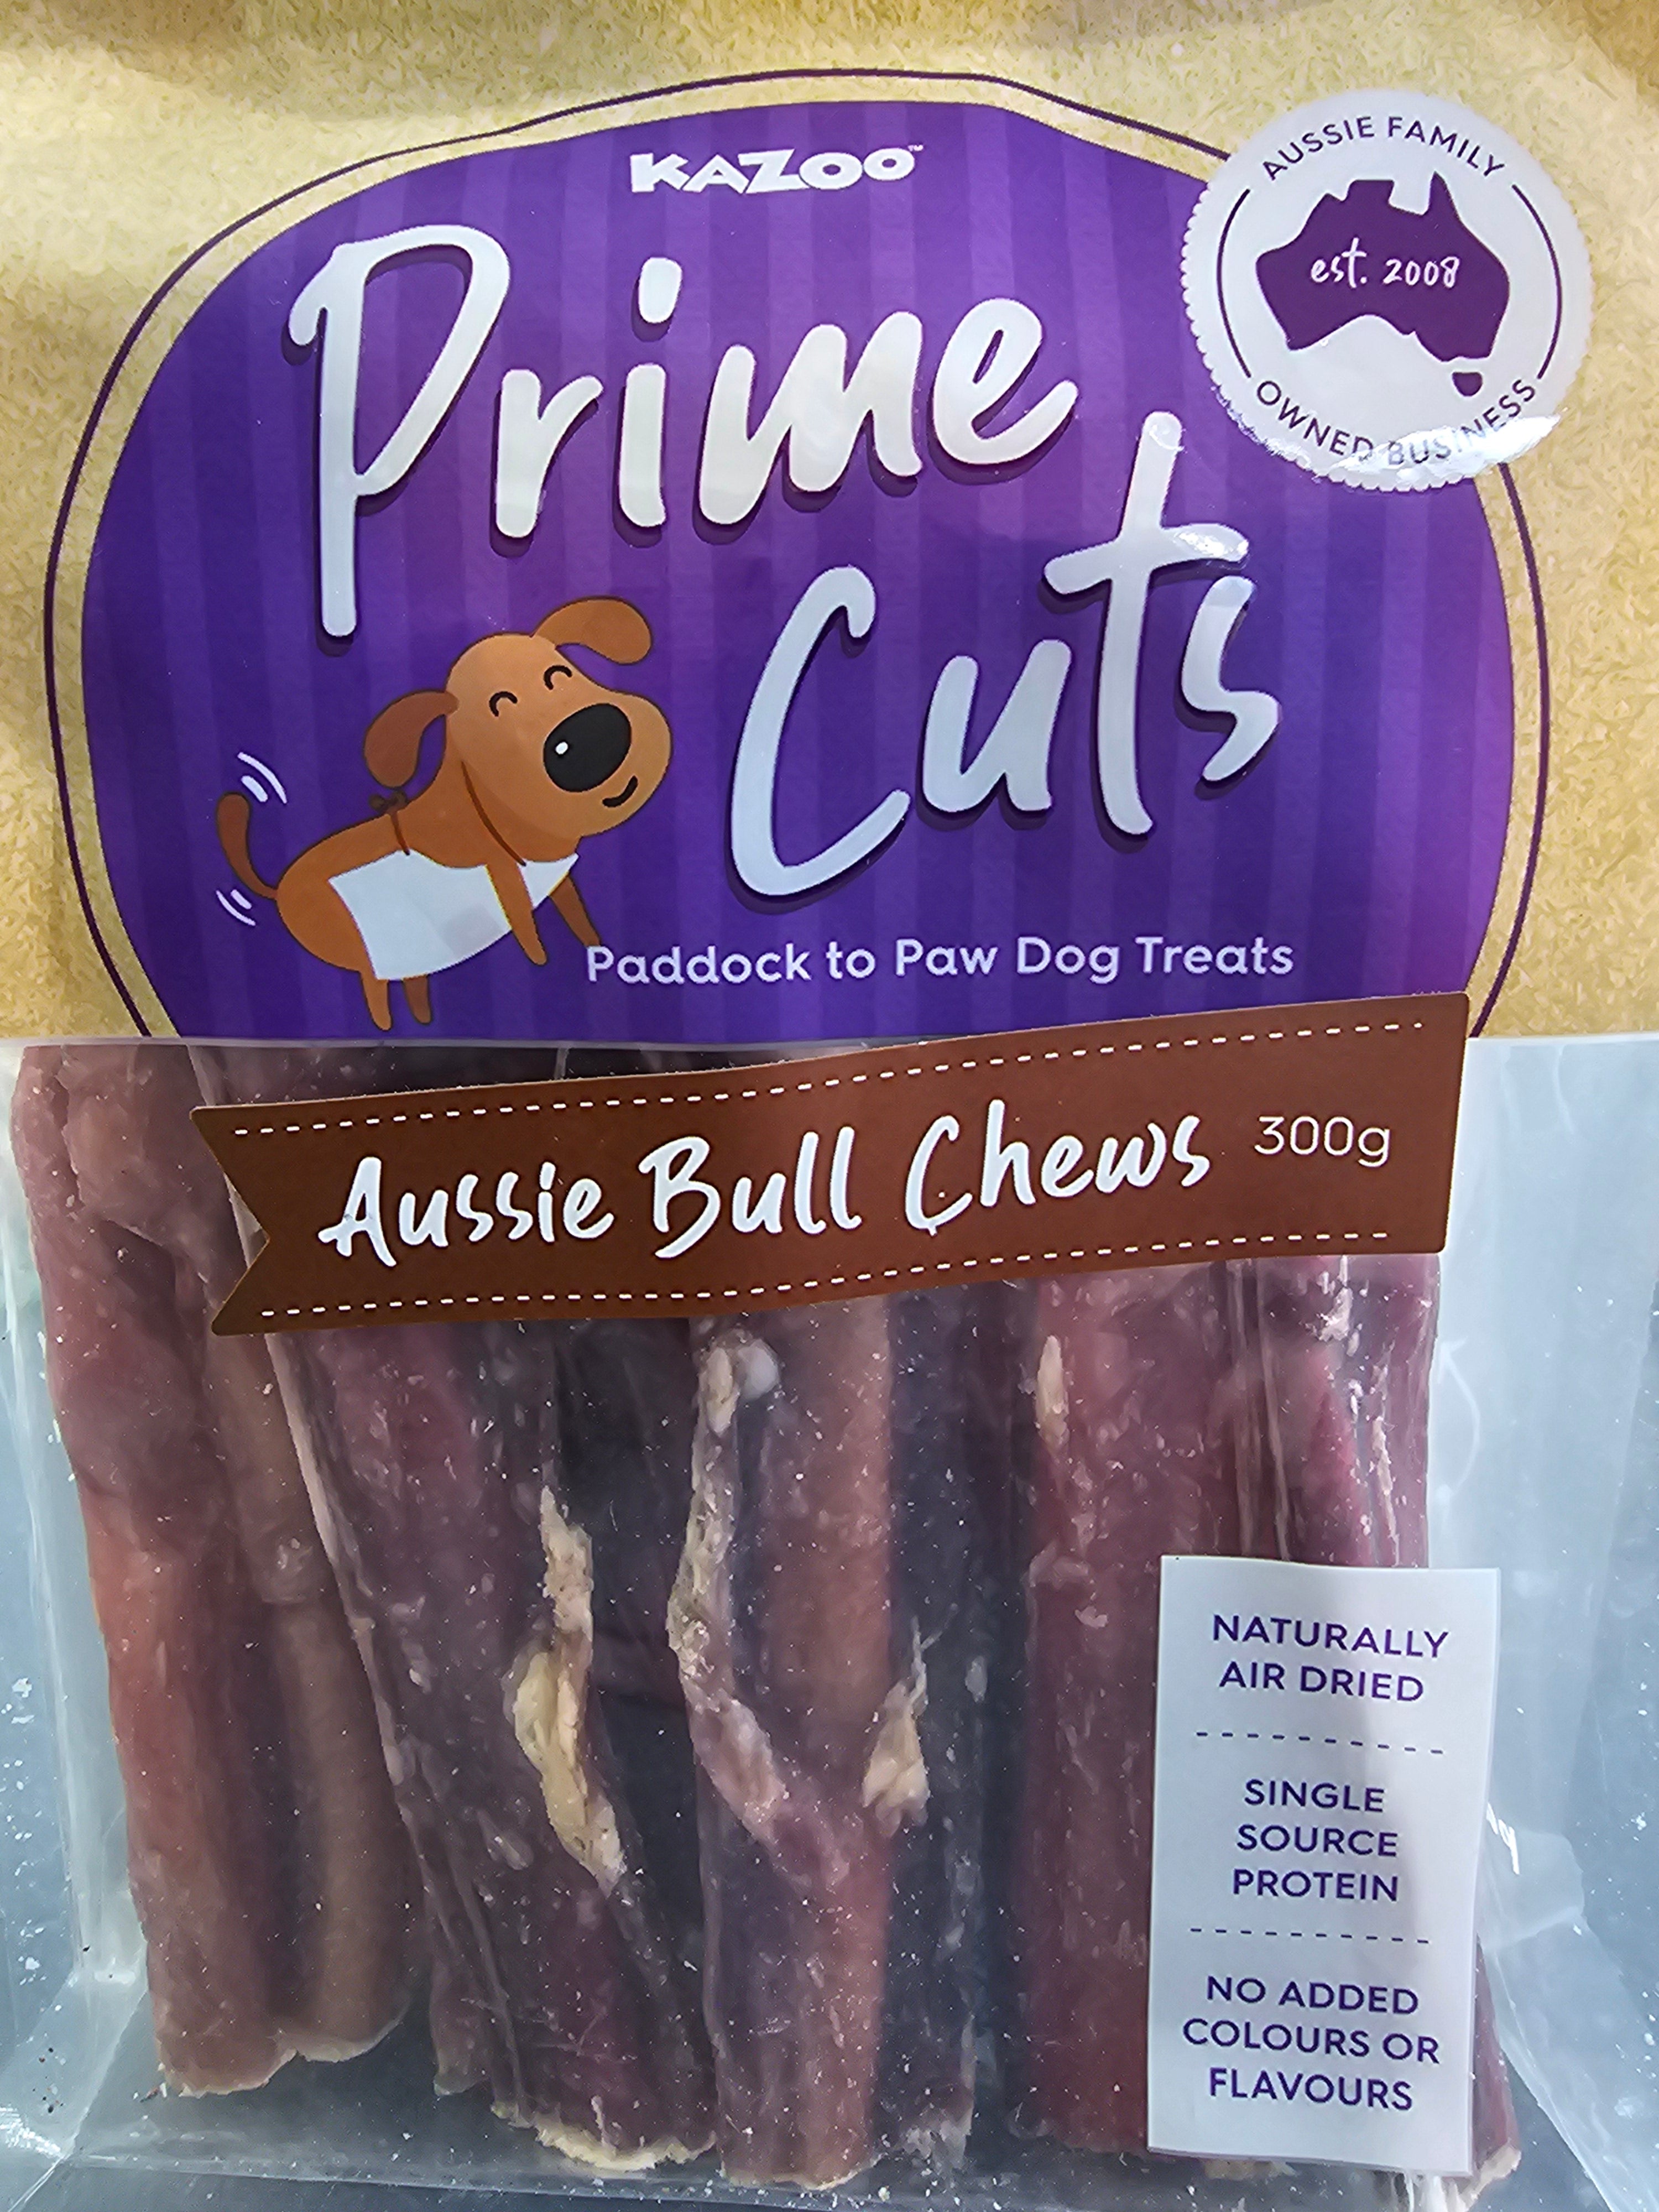 KAZOO™
AUSSIE FAMILY
est. 2008
OWNED BUSINESS
Prime
Cuts
Paddock to Paw Dog Treats
Aussie Bull Chews 300g
NATURALLY
AIR DRIED
SINGLE
SOURCE
PROTEIN
NO ADDED
COLOURS OR
FLAVOURS